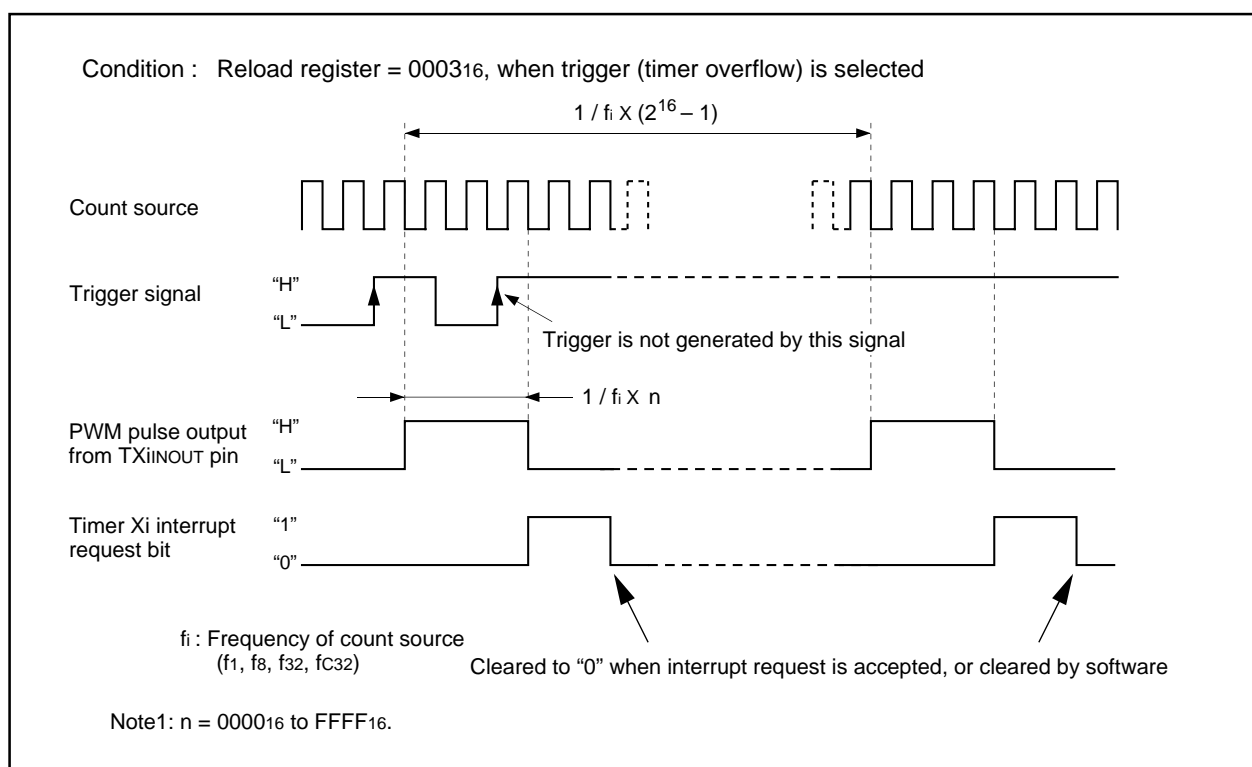 Condition : Reload register = 000316, when trigger (timer overflow) is selected
1 / fi X (2^16 – 1)
Count source
Trigger signal
“H”
“L”
Trigger is not generated by this signal
1 / fi X n
PWM pulse output
from TXiINOUT pin
“H”
“L”
Timer Xi interrupt
request bit
“1”
“0”
fi : Frequency of count source
(f1, f8, f32, fC32)
Cleared to “0” when interrupt request is accepted, or cleared by software
Note1: n = 000016 to FFFF16.